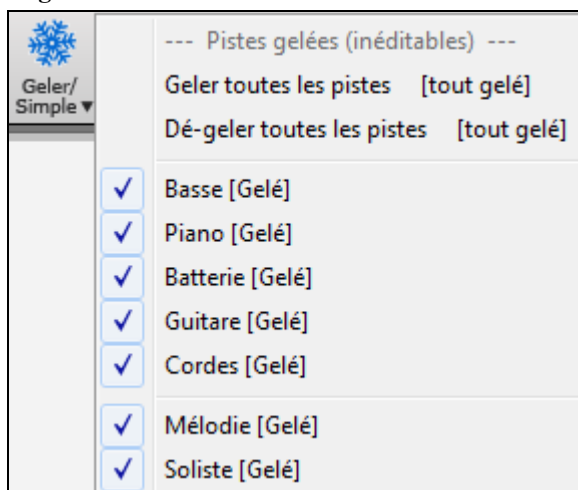 Geler/
Simple ▼
--- Pistes gelées (inéditables) ---
Geler toutes les pistes [tout gelé]
Dé-geler toutes les pistes [tout gelé]
Basse [Gelé]
Piano [Gelé]
Batterie [Gelé]
Guitare [Gelé]
Cordes [Gelé]
Mélodie [Gelé]
Soliste [Gelé]